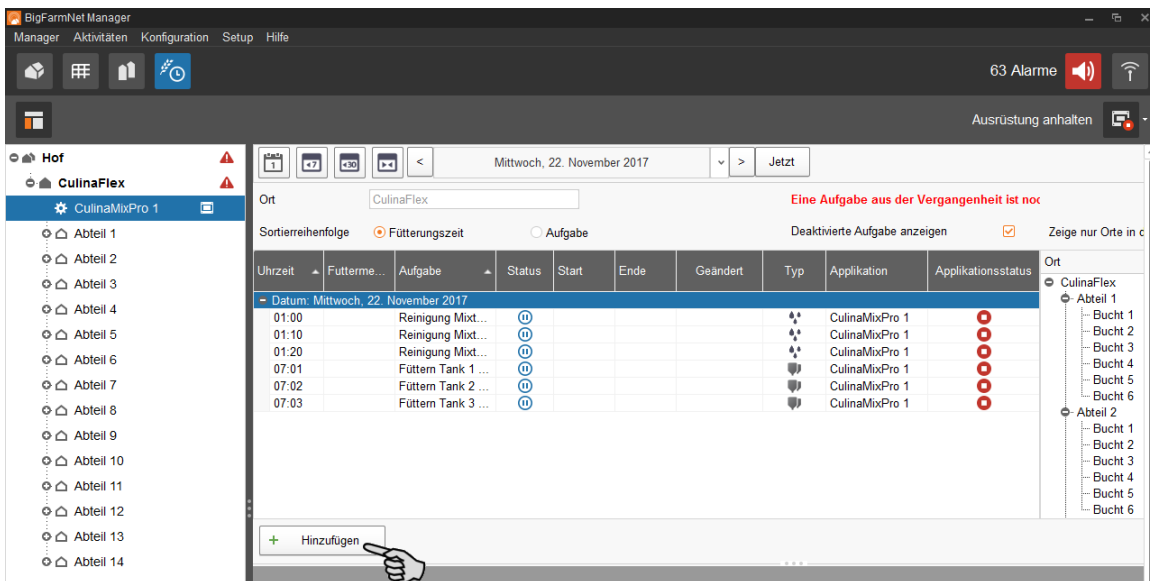 BigFarmNet Manager
Manager Aktivitäten Konfiguration Setup Hilfe
63 Alarme
Ausrüstung anhalten
Hof
CulinaFlex
CulinaMixPro 1
Abteil 1
Abteil 2
Abteil 3
Abteil 4
Abteil 5
Abteil 6
Abteil 7
Abteil 8
Abteil 9
Abteil 10
Abteil 11
Abteil 12
Abteil 13
Abteil 14
1 7 30 < Mittwoch, 22. November 2017 > Jetzt
Ort CulinaFlex Eine Aufgabe aus der Vergangenheit ist noc
Sortierreihenfolge Fütterungszeit Aufgabe Deaktivierte Aufgabe anzeigen Zeige nur Orte in d
Uhrzeit Futterme... Aufgabe Status Start Ende Geändert Typ Applikation Applikationsstatus
Datum: Mittwoch, 22. November 2017
01:00 Reinigung Mixt... CulinaMixPro 1
01:10 Reinigung Mixt... CulinaMixPro 1
01:20 Reinigung Mixt... CulinaMixPro 1
07:01 Füttern Tank 1 ... CulinaMixPro 1
07:02 Füttern Tank 2 ... CulinaMixPro 1
07:03 Füttern Tank 3 ... CulinaMixPro 1
Ort
CulinaFlex
Abteil 1
Bucht 1
Bucht 2
Bucht 3
Bucht 4
Bucht 5
Bucht 6
Abteil 2
Bucht 1
Bucht 2
Bucht 3
Bucht 4
Bucht 5
Bucht 6
+ Hinzufügen